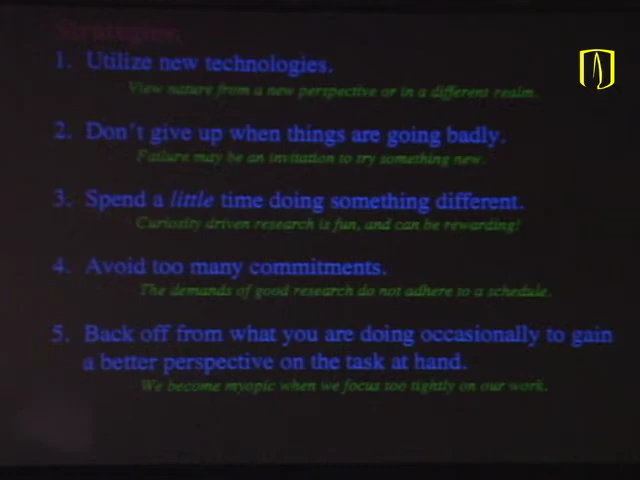 Strategies:
1. Utilize new technologies.
View nature from a new perspective or in a different realm.
2. Don't give up when things are going badly.
Failure may be an invitation to try something new.
3. Spend a little time doing something different.
Curiosity driven research is fun, and can be rewarding!
4. Avoid too many commitments.
The demands of good research do not adhere to a schedule.
5. Back off from what you are doing occasionally to gain
a better perspective on the task at hand.
We become myopic when we focus too tightly on our work.